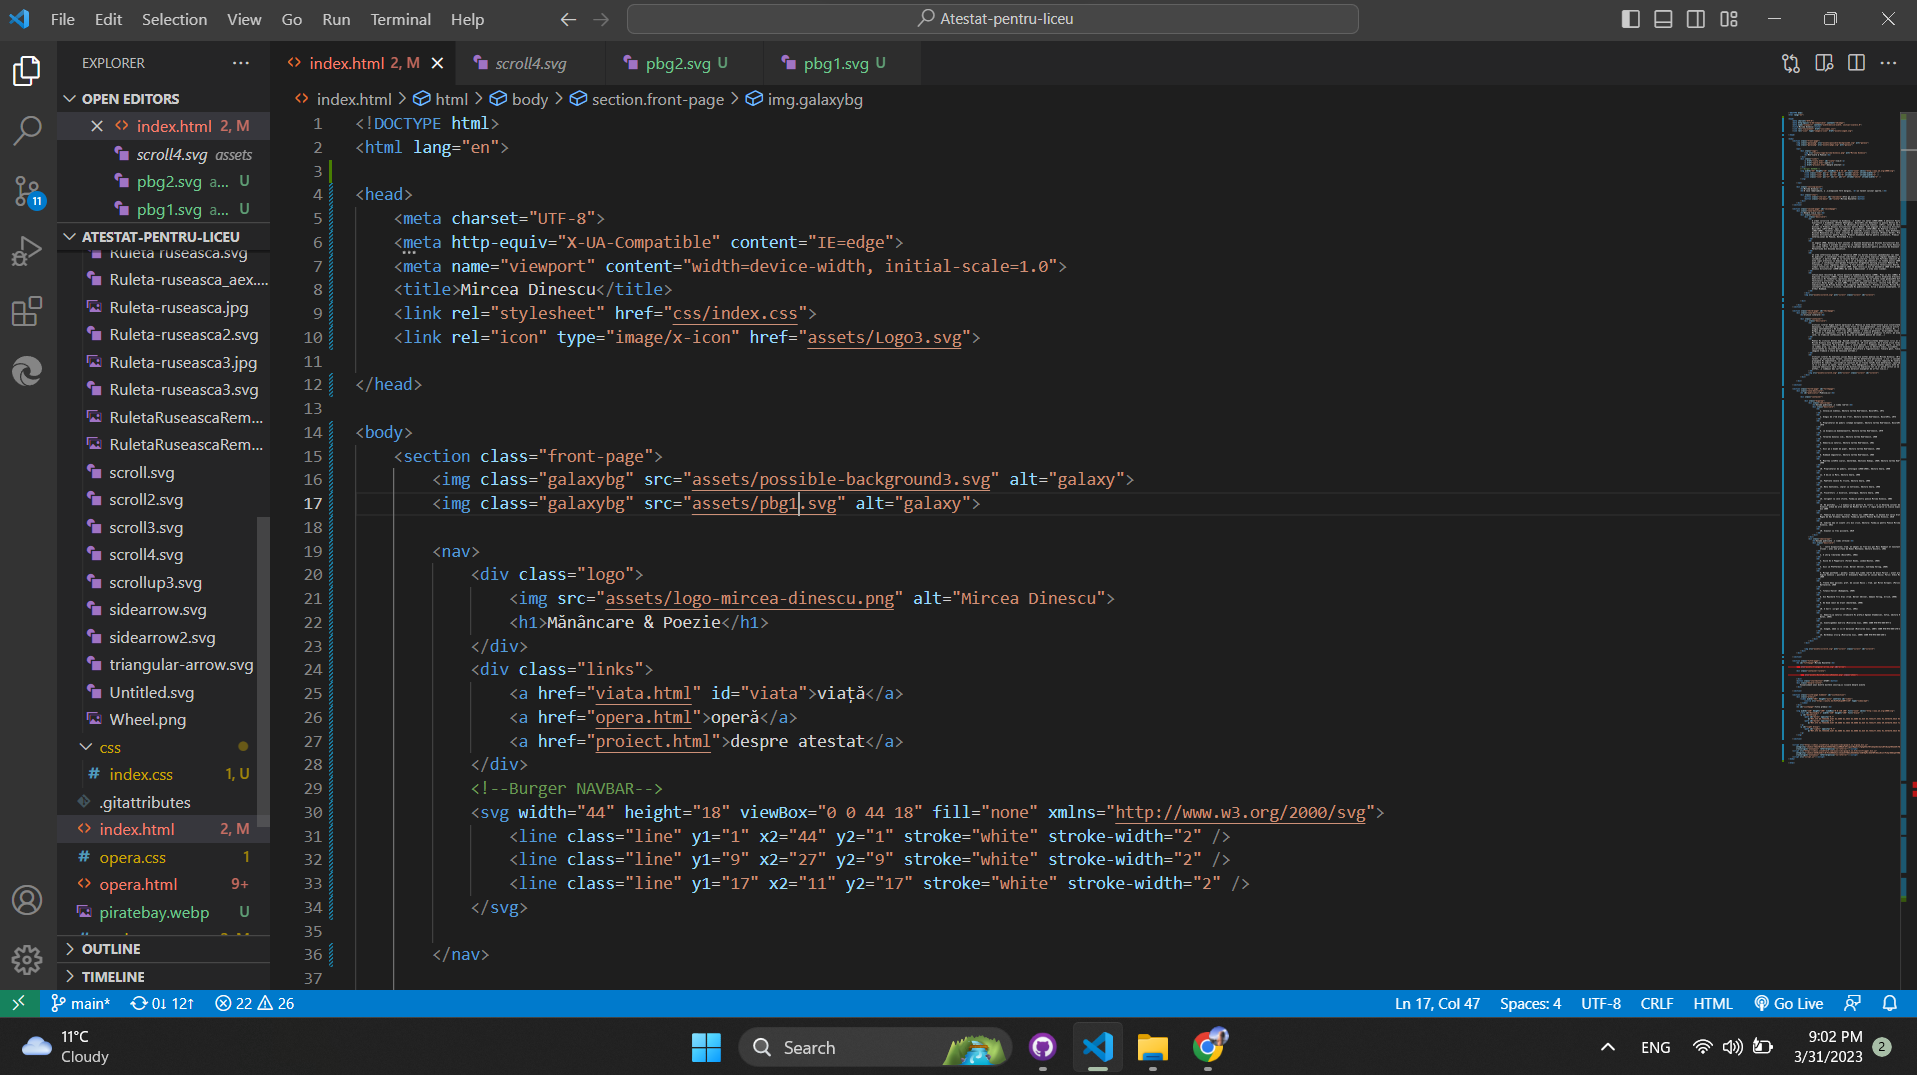 File Edit Selection View Go Run Terminal Help
Atestat-pentru-liceu
EXPLORER
OPEN EDITORS
index.html 2, M
scroll4.svg assets
pbg2.svg a... U
pbg1.svg a... U
ATESTAT-PENTRU-LICEU
Ruleta ruseasca.svg
Ruleta-ruseasca_aex....
Ruleta-ruseasca.jpg
Ruleta-ruseasca2.svg
Ruleta-ruseasca3.jpg
Ruleta-ruseasca3.svg
RuletaRuseascaRem...
RuletaRuseascaRem...
scroll.svg
scroll2.svg
scroll3.svg
scroll4.svg
scrollup3.svg
sidearrow.svg
sidearrow2.svg
triangular-arrow.svg
Untitled.svg
Wheel.png
css
index.css 1, U
.gitattributes
index.html 2, M
opera.css 1
opera.html 9+
piratebay.webp U
OUTLINE
TIMELINE
11
index.html 2, M
scroll4.svg
pbg2.svg U
pbg1.svg U
index.html > html > body > section.front-page > img.galaxybg
1 <!DOCTYPE html>
2 <html lang="en">
3
4 <head>
5 <meta charset="UTF-8">
6 <meta http-equiv="X-UA-Compatible" content="IE=edge">
7 <meta name="viewport" content="width=device-width, initial-scale=1.0">
8 <title>Mircea Dinescu</title>
9 <link rel="stylesheet" href="css/index.css">
10 <link rel="icon" type="image/x-icon" href="assets/Logo3.svg">
11
12 </head>
13
14 <body>
15 <section class="front-page">
16 <img class="galaxybg" src="assets/possible-background3.svg" alt="galaxy">
17 <img class="galaxybg" src="assets/pbg1.svg" alt="galaxy">
18
19 <nav>
20 <div class="logo">
21 <img src="assets/logo-mircea-dinescu.png" alt="Mircea Dinescu">
22 <h1>Mănâncare & Poezie</h1>
23 </div>
24 <div class="links">
25 <a href="viata.html" id="viata">viață</a>
26 <a href="opera.html">operă</a>
27 <a href="proiect.html">despre atestat</a>
28 </div>
29 <!--Burger NAVBAR-->
30 <svg width="44" height="18" viewBox="0 0 44 18" fill="none" xmlns="http://www.w3.org/2000/svg">
31 <line class="line" y1="1" x2="44" y2="1" stroke="white" stroke-width="2" />
32 <line class="line" y1="9" x2="27" y2="9" stroke="white" stroke-width="2" />
33 <line class="line" y1="17" x2="11" y2="17" stroke="white" stroke-width="2" />
34 </svg>
35
36 </nav>
37
main* 0↓ 12↑ 22 26
Ln 17, Col 47 Spaces: 4 UTF-8 CRLF HTML Go Live
11°C
Cloudy
Search
ENG
9:02 PM
3/31/2023
2